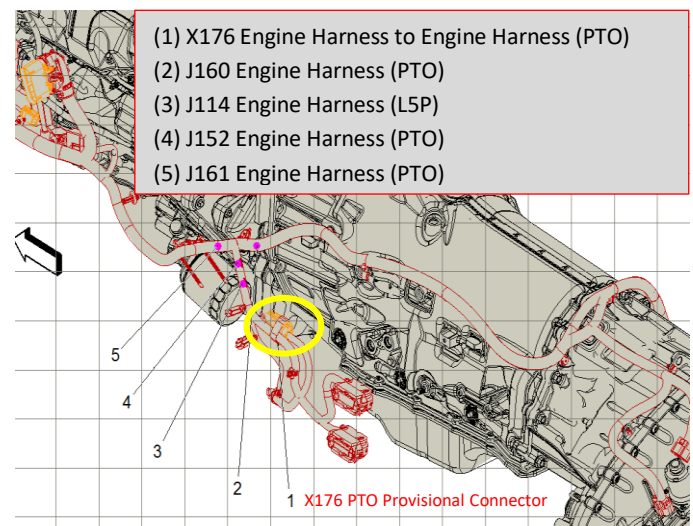 (1) X176 Engine Harness to Engine Harness (PTO)
(2) J160 Engine Harness (PTO)
(3) J114 Engine Harness (L5P)
(4) J152 Engine Harness (PTO)
(5) J161 Engine Harness (PTO)
5
4
3
2
1 X176 PTO Provisional Connector